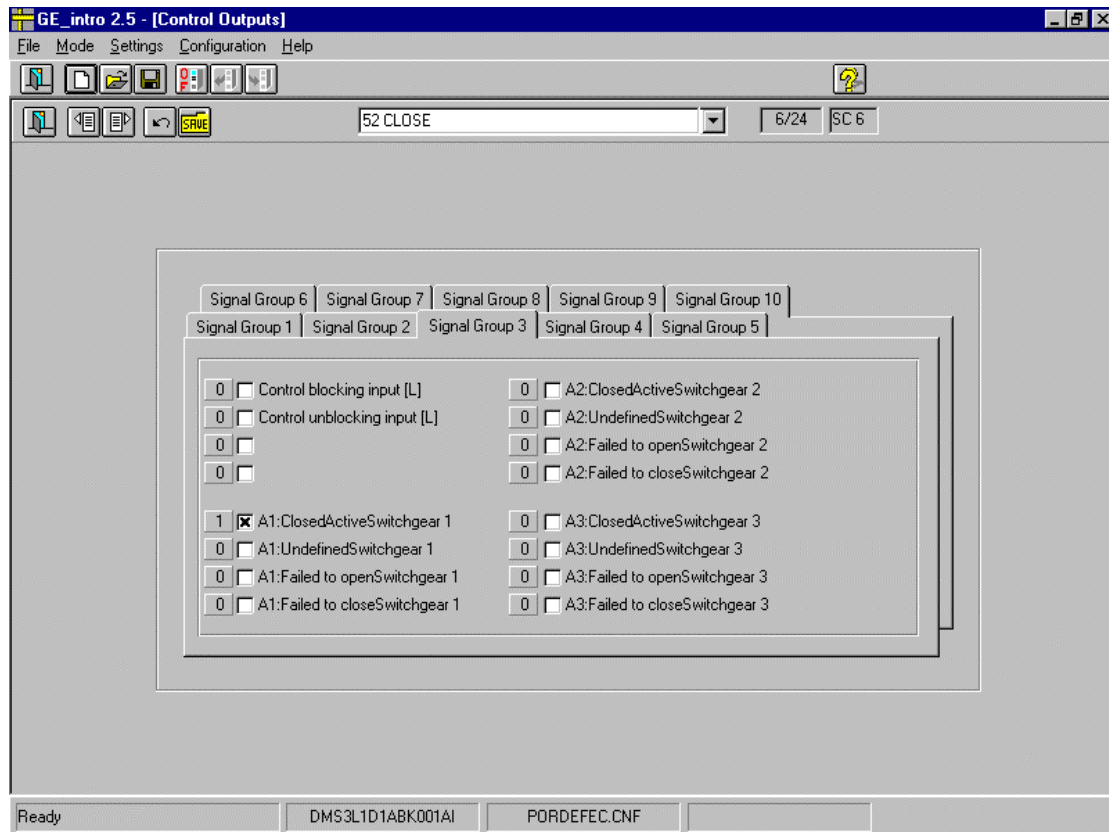 GE_intro 2.5 - [Control Outputs]
File Mode Settings Configuration Help
OF
SAVE 52 CLOSE 6/24 SC 6
Signal Group 6 Signal Group 7 Signal Group 8 Signal Group 9 Signal Group 10
Signal Group 1 Signal Group 2 Signal Group 3 Signal Group 4 Signal Group 5
0 Control blocking input [L] 0 A2:ClosedActiveSwitchgear 2
0 Control unblocking input [L] 0 A2:UndefinedSwitchgear 2
0 0 A2:Failed to openSwitchgear 2
0 0 A2:Failed to closeSwitchgear 2
1 A1:ClosedActiveSwitchgear 1 0 A3:ClosedActiveSwitchgear 3
0 A1:UndefinedSwitchgear 1 0 A3:UndefinedSwitchgear 3
0 A1:Failed to openSwitchgear 1 0 A3:Failed to openSwitchgear 3
0 A1:Failed to closeSwitchgear 1 0 A3:Failed to closeSwitchgear 3
Ready DMS3L1D1ABK001AI PORDEFEC.CNF